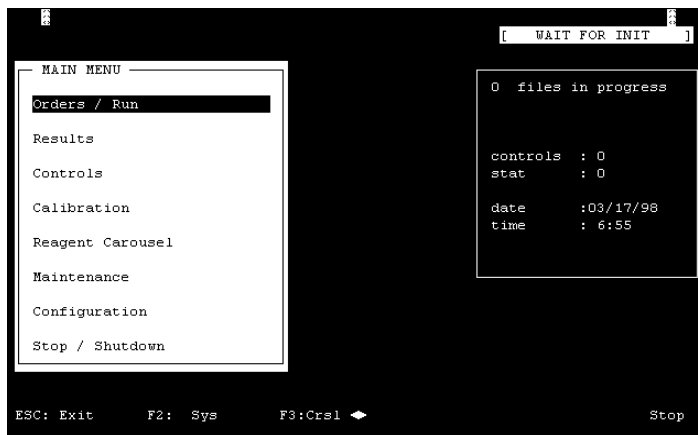 [ WAIT FOR INIT ]
MAIN MENU
Orders / Run
Results
Controls
Calibration
Reagent Carousel
Maintenance
Configuration
Stop / Shutdown
0 files in progress
controls : 0
stat : 0
date :03/17/98
time : 6:55
ESC: Exit F2: Sys F3:Crsl ◆ Stop